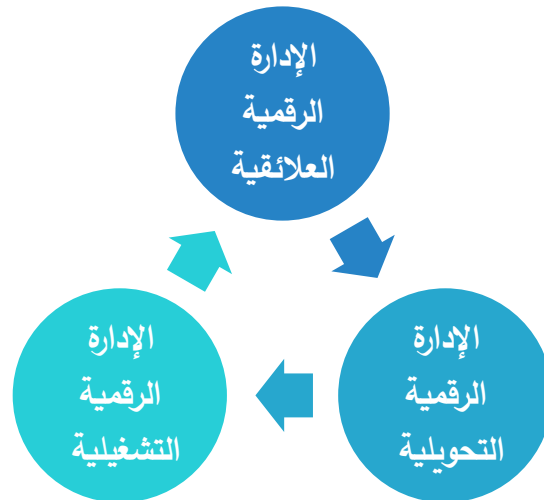 الإدارة
الرقمية
العلائقية
الإدارة
الرقمية
التحويلية
الإدارة
الرقمية
التشغيلية